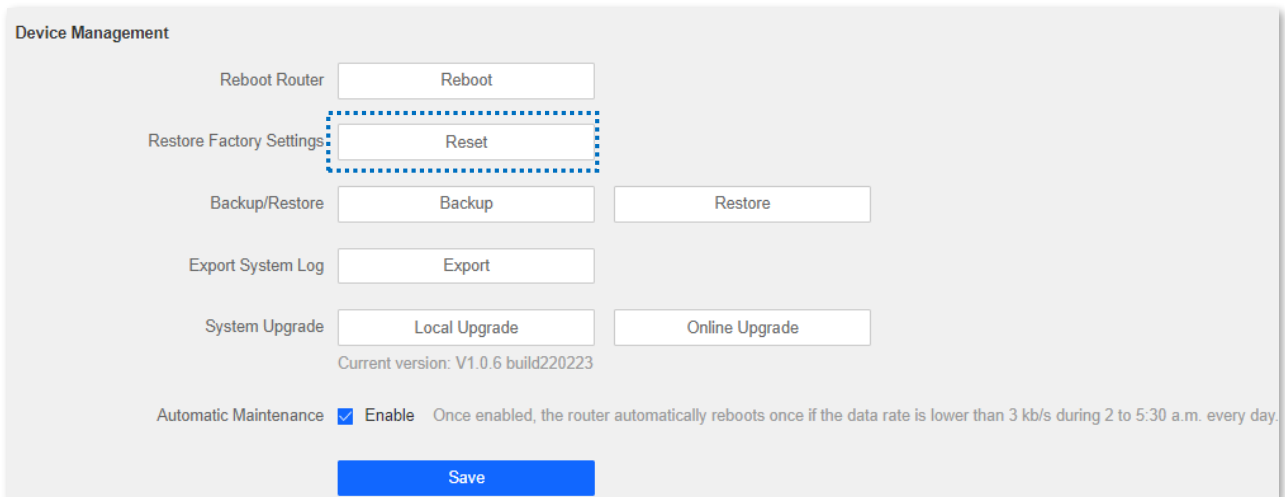 Device Management
Reboot Router Reboot
Restore Factory Settings Reset
Backup/Restore Backup Restore
Export System Log Export
System Upgrade Local Upgrade Online Upgrade
Current version: V1.0.6 build220223
Automatic Maintenance Enable Once enabled, the router automatically reboots once if the data rate is lower than 3 kb/s during 2 to 5:30 a.m. every day.
Save